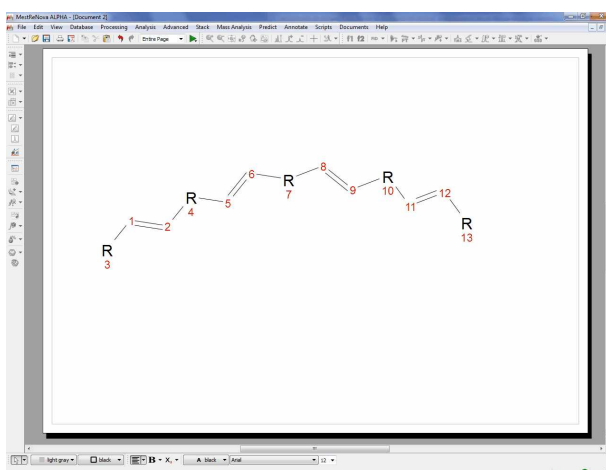 MestReNova ALPHA - [Document 2]
File Edit View Database Processing Analysis Advanced Stack Mass Analysis Predict Annotate Scripts Documents Help
Entire Page
8
6
R
R
9
7
10
12
R
5
11
4
1
R
2
13
R
3
light gray black B X, A black Arial 12